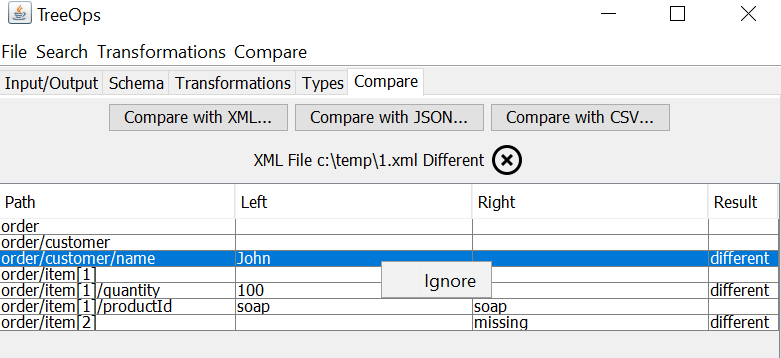 TreeOps
File Search Transformations Compare
Input/Output Schema Transformations Types Compare
Compare with XML... Compare with JSON... Compare with CSV...
XML File c:\temp\1.xml Different
Path Left Right Result
order
order/customer
order/customer/name John different
order/item[1]
Ignore
order/item[1]/quantity 100 different
order/item[1]/productId soap soap
order/item[2] missing different